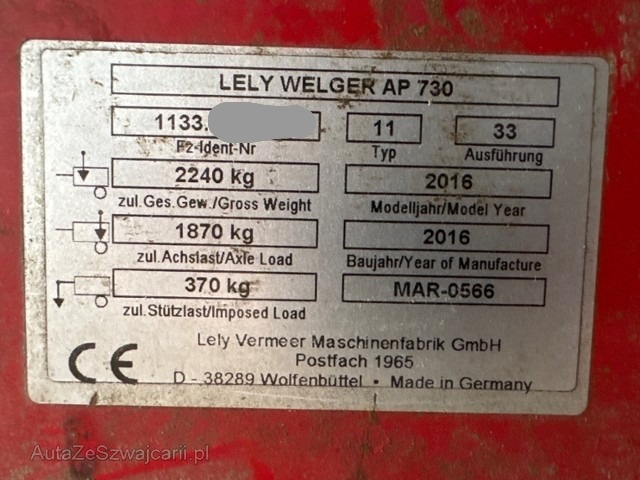 LELY WELGER AP 730
1133. 11 33
Fz-Ident-Nr Typ Ausführung
2240 kg 2016
zul.Ges.Gew./Gross Weight Modelljahr/Model Year
1870 kg 2016
zul.Achslast/Axle Load Baujahr/Year of Manufacture
370 kg MAR-0566
zul.Stützlast/Imposed Load
Lely Vermeer Maschinenfabrik GmbH
Postfach 1965
CE D - 38289 Wolfenbüttel • Made in Germany
AutaZeSzwajcarii.pl